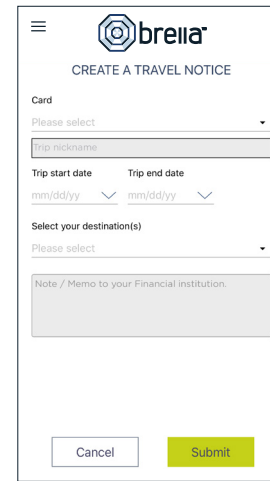 brella
CREATE A TRAVEL NOTICE
Card
Please select
Trip nickname
Trip start date Trip end date
mm/dd/yy mm/dd/yy
Select your destination(s)
Please select
Note / Memo to your Financial institution.
Cancel Submit